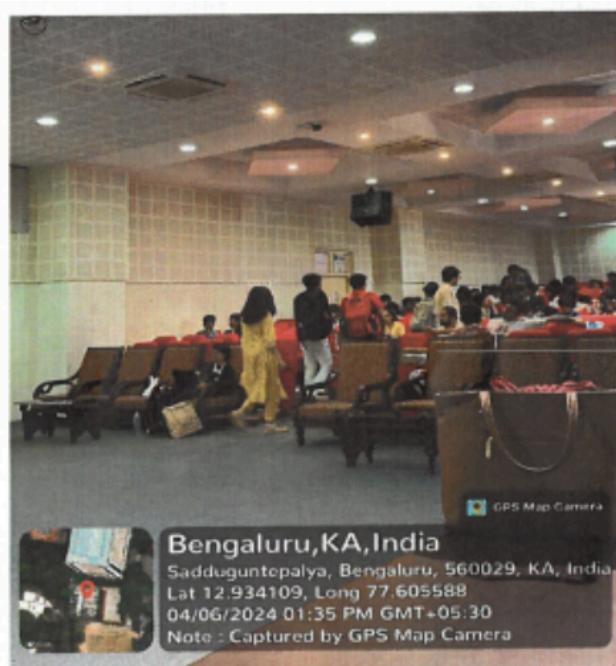 GPS Map Camera
Bengaluru,KA,India
Sadduguntepalya, Bengaluru, 560029, KA, India
Lat 12.934109, Long 77.605588
04/06/2024 01:35 PM GMT+05:30
Note : Captured by GPS Map Camera